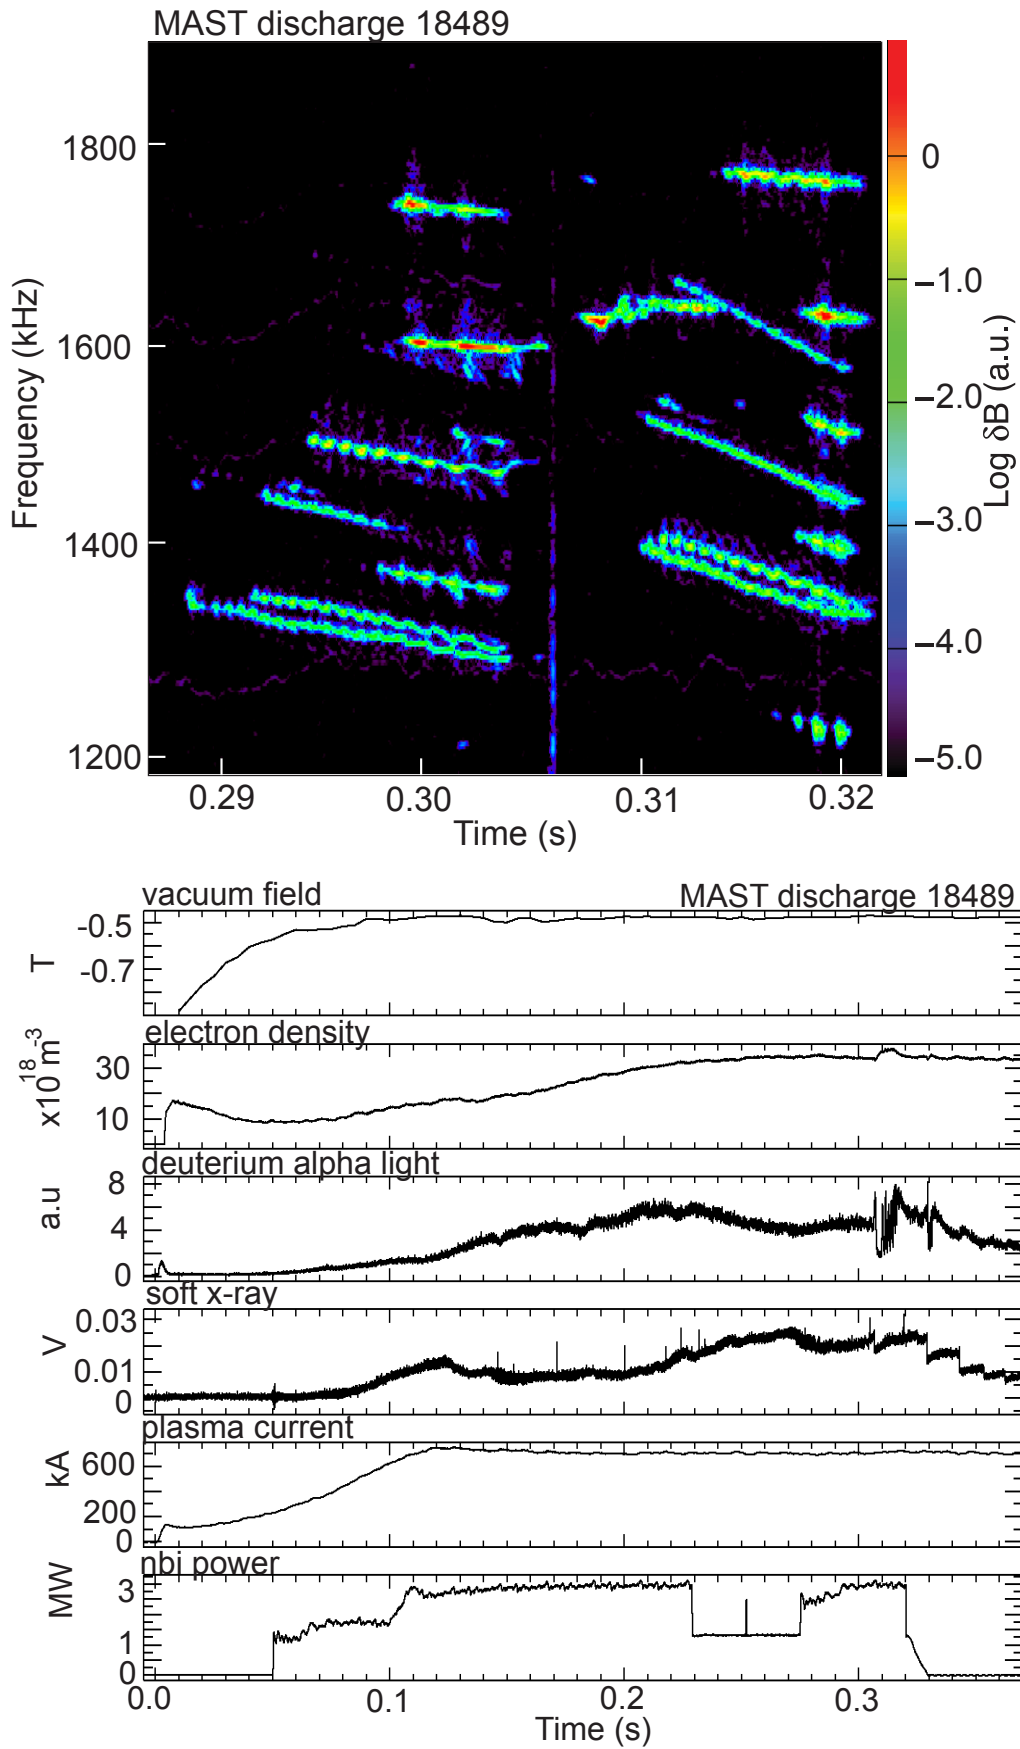 MAST discharge 18489
Frequency (kHz)
1800
1600
1400
1200
0.29 0.30 0.31 0.32
Time (s)
0
−1.0
−2.0
−3.0
−4.0
−5.0
Log δB (a.u.)
vacuum field MAST discharge 18489
T
-0.5
-0.7
electron density
x10^18 m^-3
30
10
deuterium alpha light
a.u
8
4
0
soft x-ray
V
0.03
0.01
0
plasma current
kA
600
200
0
nbi power
MW
3
1
0
0.0 0.1 0.2 0.3
Time (s)